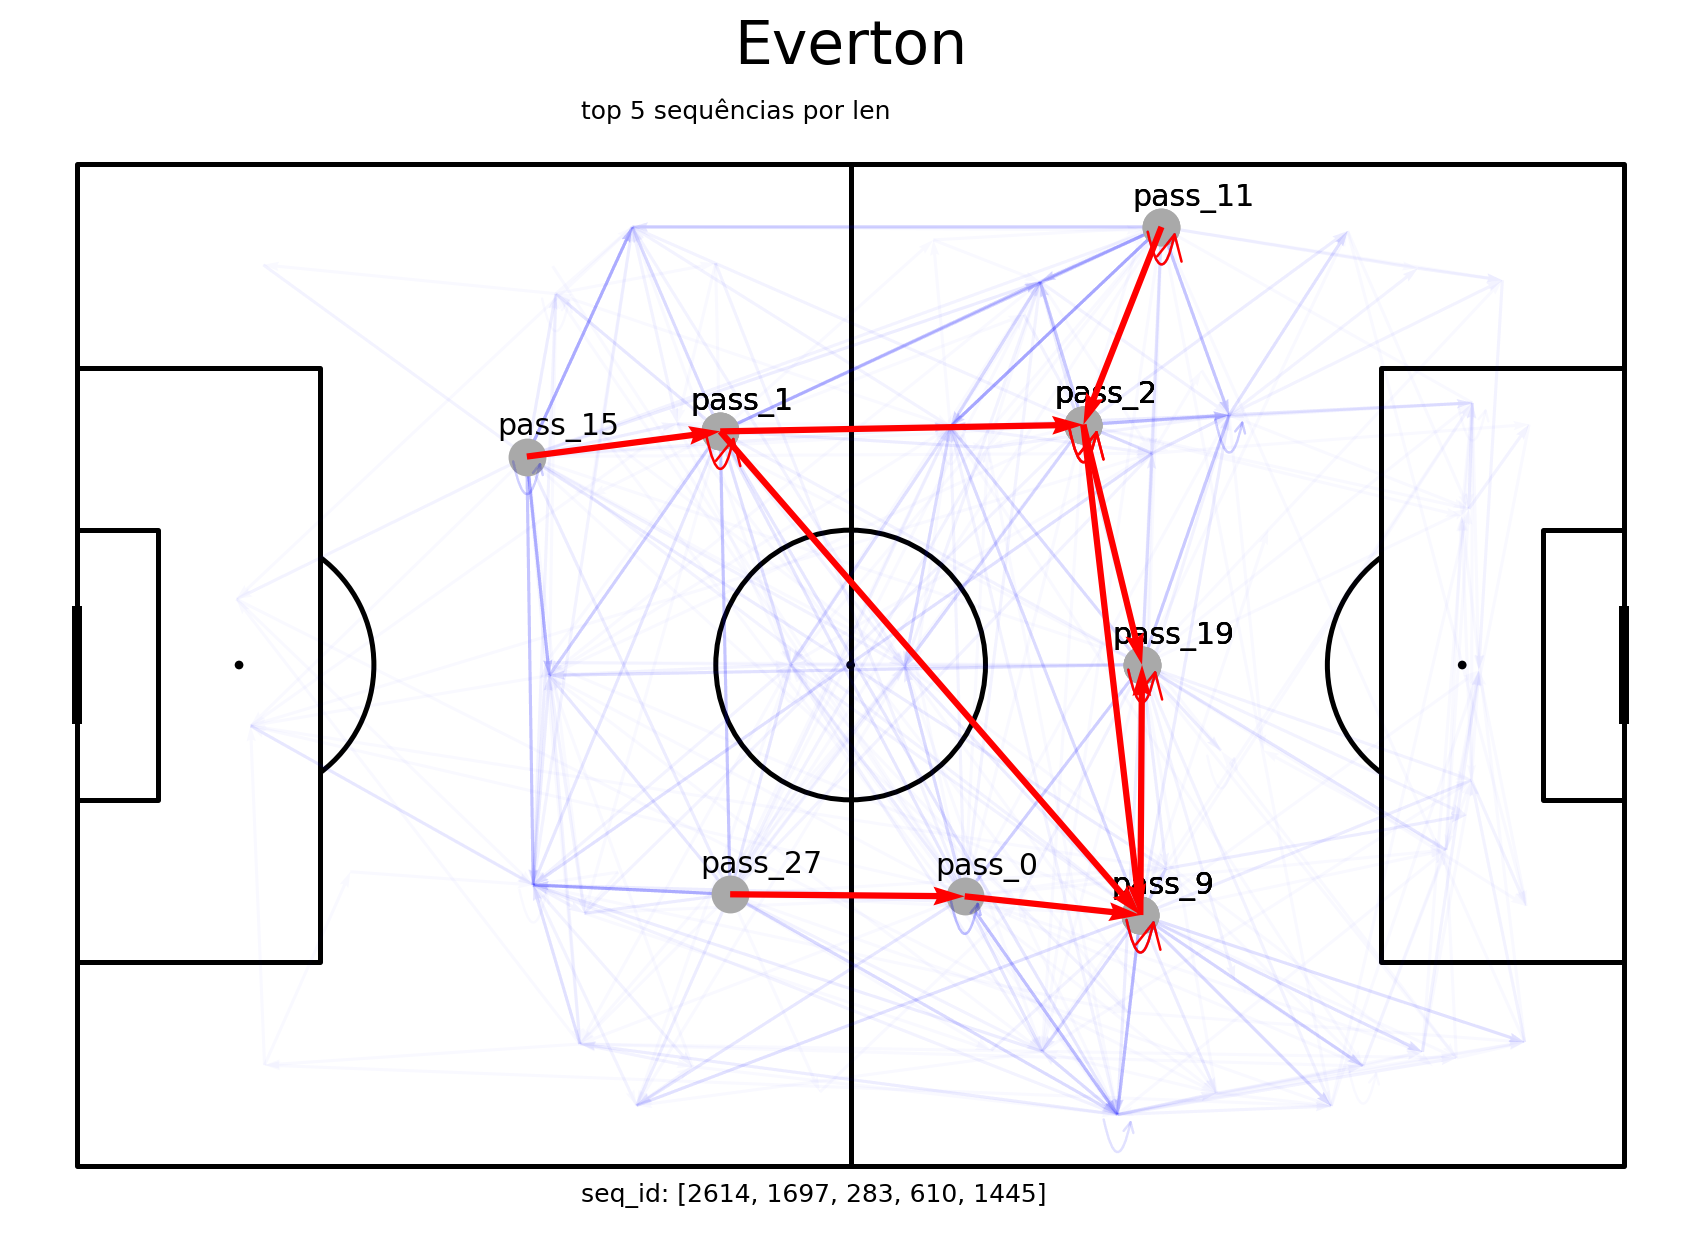 Everton
top 5 sequências por len
pass_11
pass_1
pass_2
pass_15
pass_19
pass_27
pass_0
pass_9
seq_id: [2614, 1697, 283, 610, 1445]